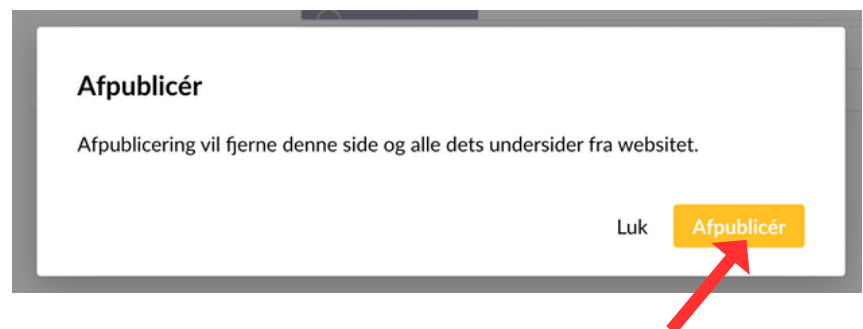 Afpublicér
Afpublicering vil fjerne denne side og alle dets undersider fra websitet.
Luk Afpublicér